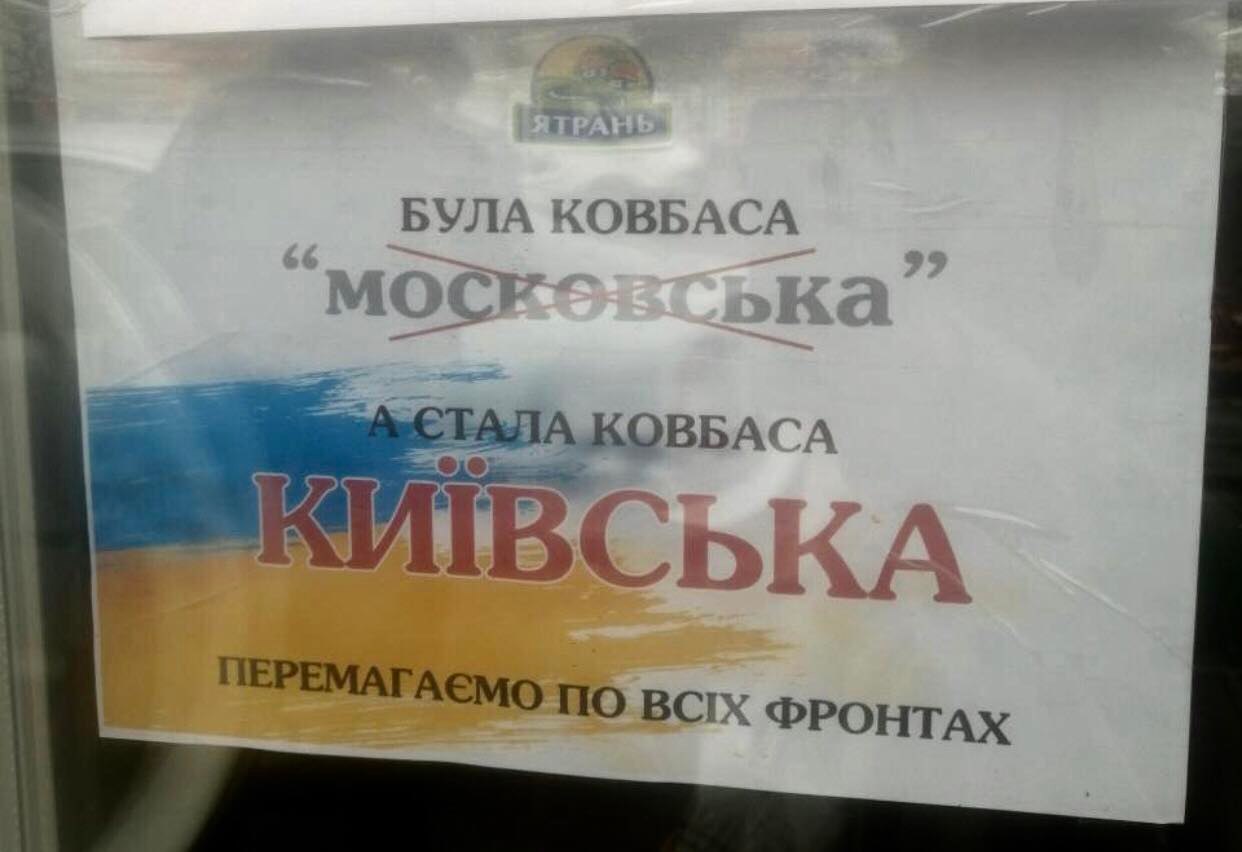 ЯТРАНЬ
БУЛА КОВБАСА
“московська”
А СТАЛА КОВБАСА
КИЇВСЬКА
ПЕРЕМАГАЄМО ПО ВСІХ ФРОНТАХ